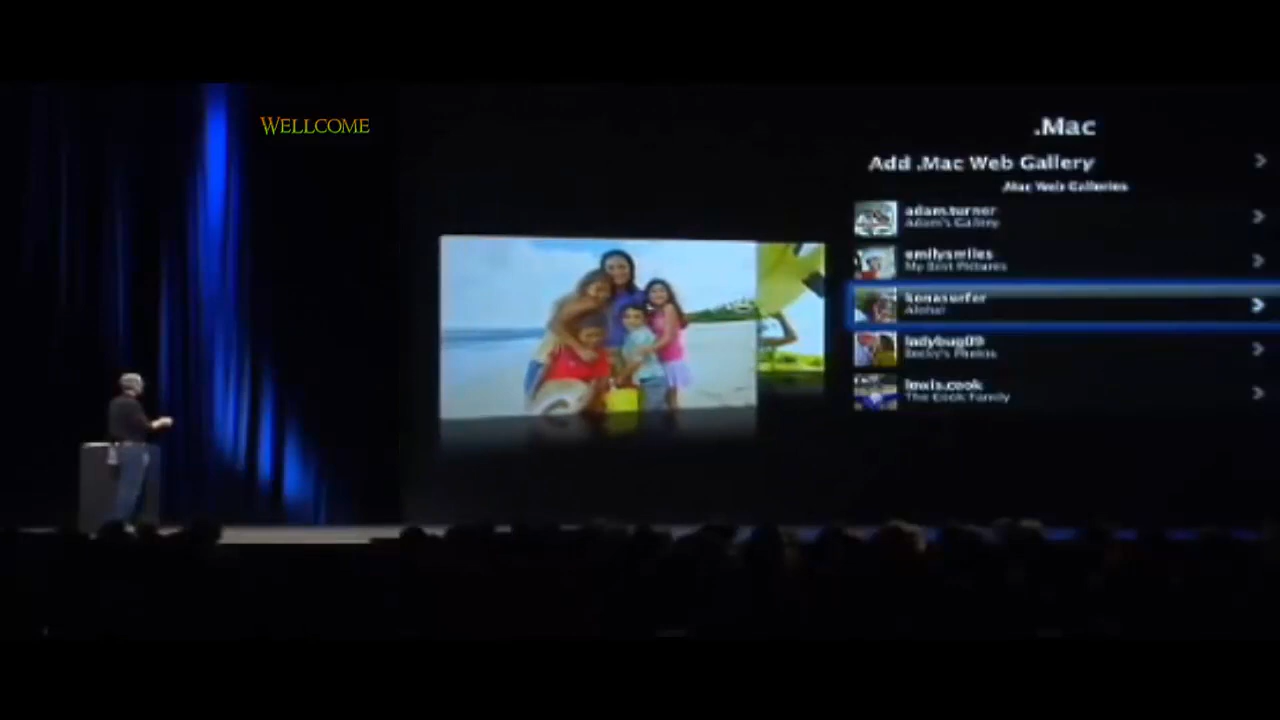 WELLCOME
.Mac
Add .Mac Web Gallery
.Mac Web Galleries
adam.turner
Adam's Gallery
emilysmiles
My Best Pictures
konasurfer
Aloha!
ladybug09
Becky's Photos
lewis.cook
The Cook Family